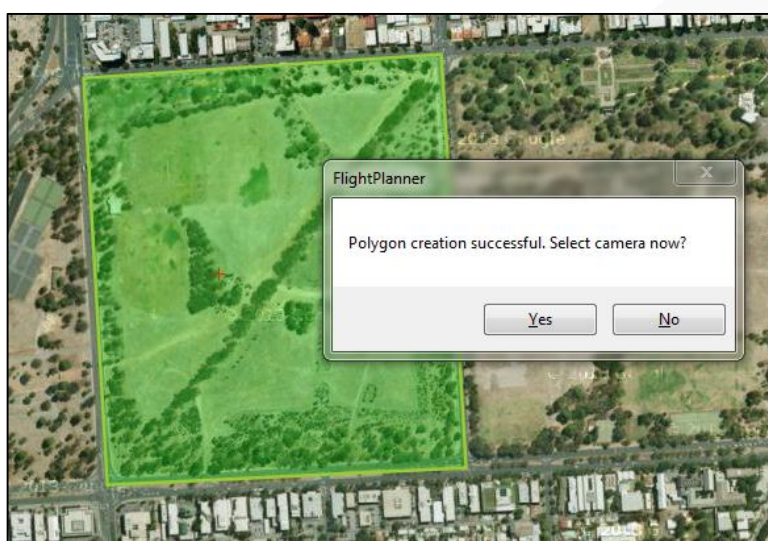 FlightPlanner
Polygon creation successful. Select camera now?
Yes
No